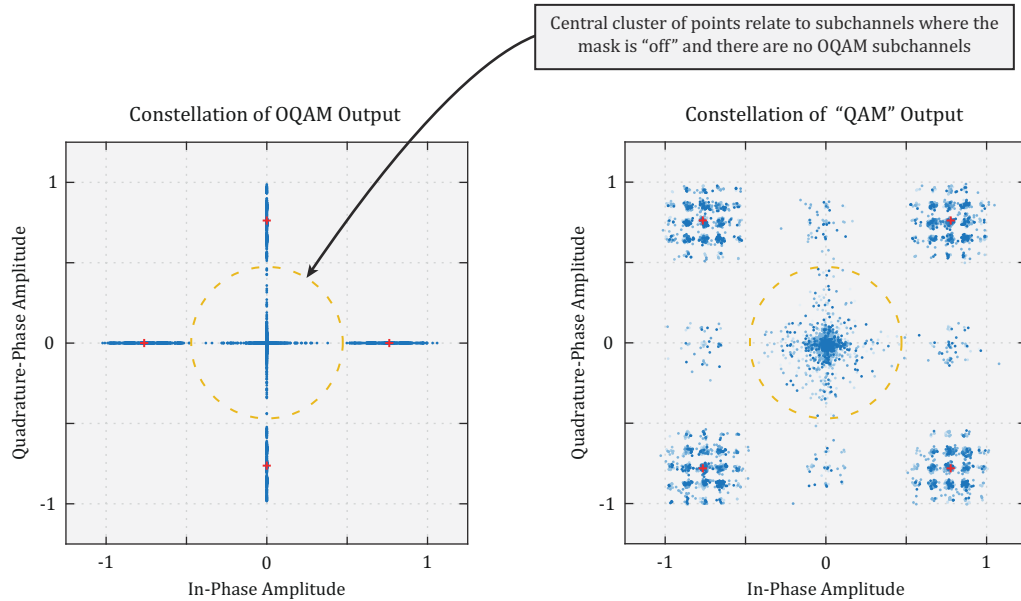 Central cluster of points relate to subchannels where the
mask is “off” and there are no OQAM subchannels
Constellation of OQAM Output
Quadrature-Phase Amplitude
1
0
-1
-1
0
1
In-Phase Amplitude
Constellation of “QAM” Output
Quadrature-Phase Amplitude
1
0
-1
-1
0
1
In-Phase Amplitude